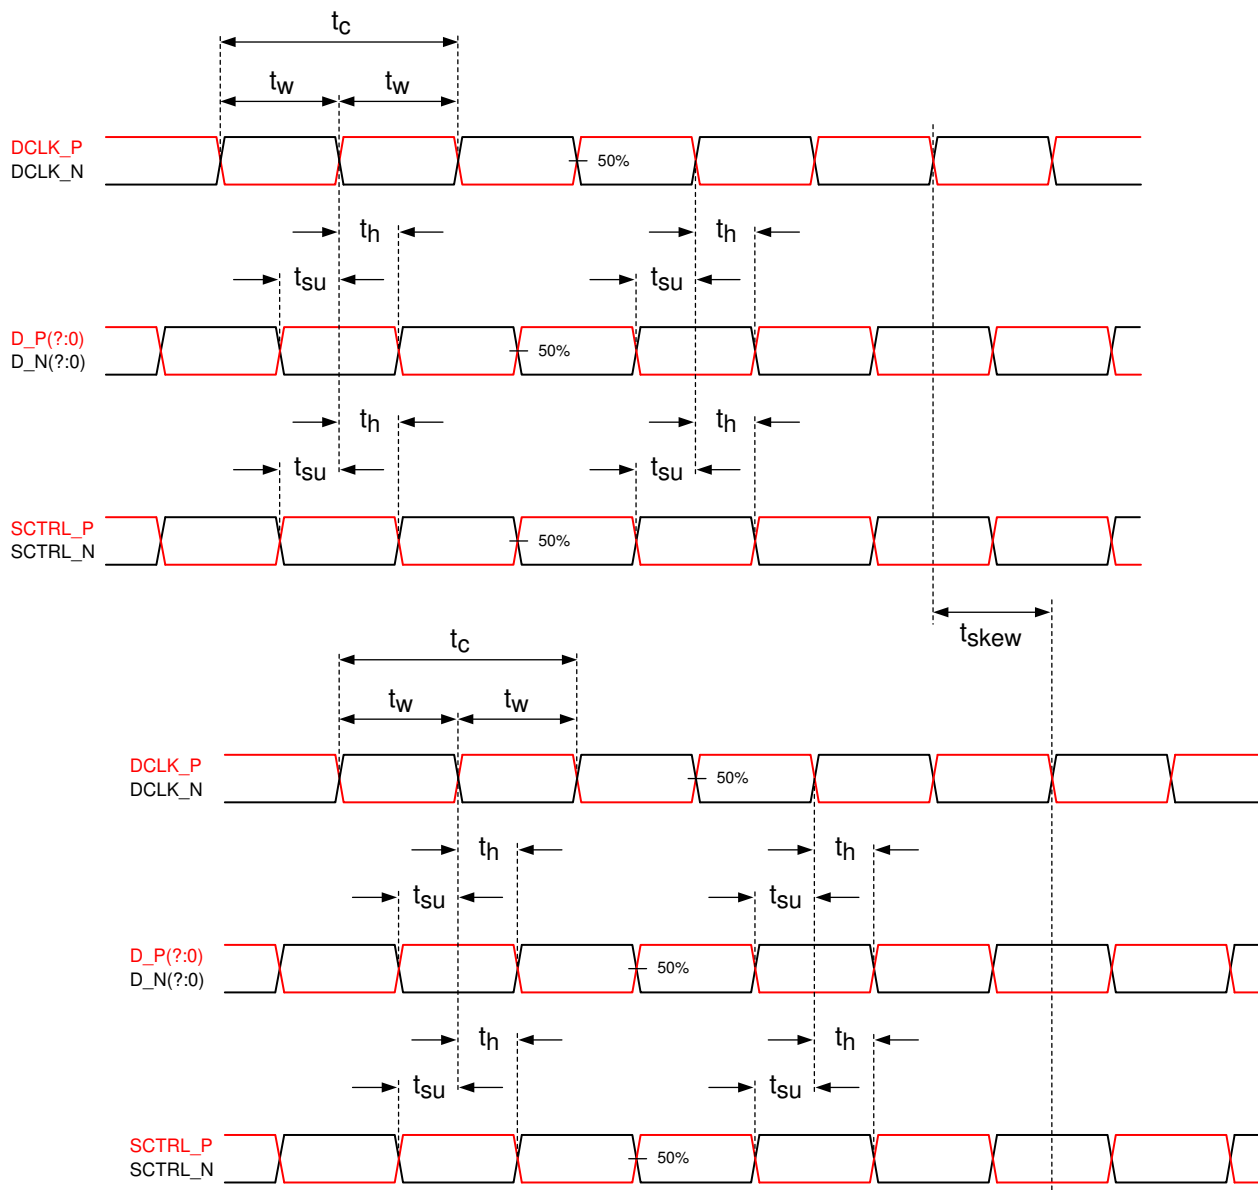 tc
tw tw
DCLK_P
DCLK_N
50%
th th
tsu tsu
D_P(?:0)
D_N(?:0)
50%
th th
tsu tsu
SCTRL_P
SCTRL_N
50%
tskew
tc
tw tw
DCLK_P
DCLK_N
50%
th th
tsu tsu
D_P(?:0)
D_N(?:0)
50%
th th
tsu tsu
SCTRL_P
SCTRL_N
50%